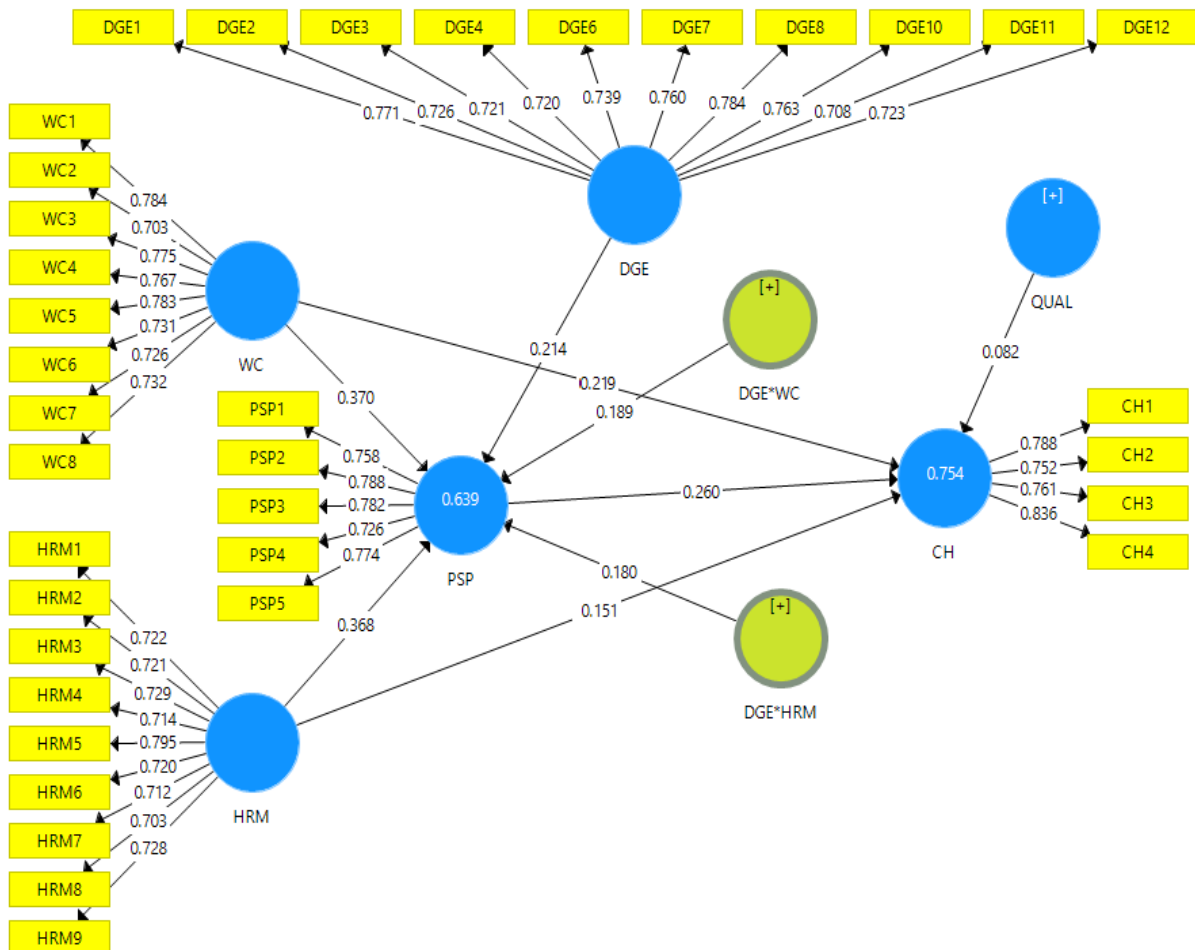 DGE1 DGE2 DGE3 DGE4 DGE6 DGE7 DGE8 DGE10 DGE11 DGE12
0.771 0.726 0.721 0.720 0.739 0.760 0.784 0.763 0.708 0.723
WC1
WC2
WC3
WC4
WC5
WC6
WC7
WC8
0.784
0.703
0.775
0.767
0.783
0.731
0.726
0.732
WC
DGE
[+]
QUAL
[+]
DGE*WC
0.214
0.082
0.370
0.219
0.189
PSP1
PSP2
PSP3
PSP4
PSP5
0.758
0.788
0.782
0.726
0.774
0.639
PSP
0.260
0.754
CH
0.788
0.752
0.761
0.836
CH1
CH2
CH3
CH4
0.180
0.151
0.368
[+]
DGE*HRM
HRM1
HRM2
HRM3
HRM4
HRM5
HRM6
HRM7
HRM8
HRM9
0.722
0.721
0.729
0.714
0.795
0.720
0.712
0.703
0.728
HRM